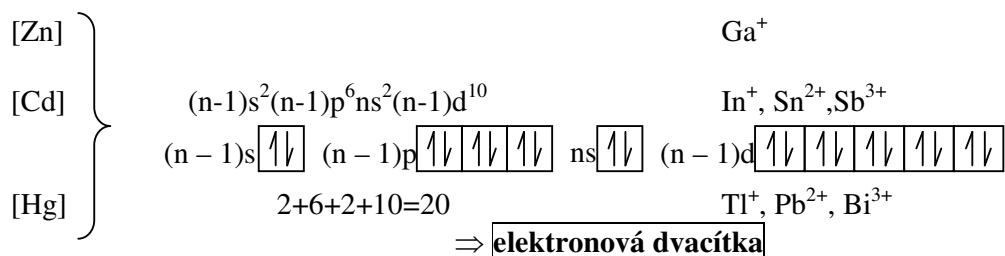 [Zn] Ga⁺
[Cd] (n-1)s²(n-1)p⁶ns²(n-1)d¹⁰ In⁺, Sn²⁺,Sb³⁺
(n – 1)s ⥮ (n – 1)p ⥮ ⥮ ⥮ ns ⥮ (n – 1)d ⥮ ⥮ ⥮ ⥮ ⥮
[Hg] 2+6+2+10=20 Tl⁺, Pb²⁺, Bi³⁺
⇒ elektronová dvacítka